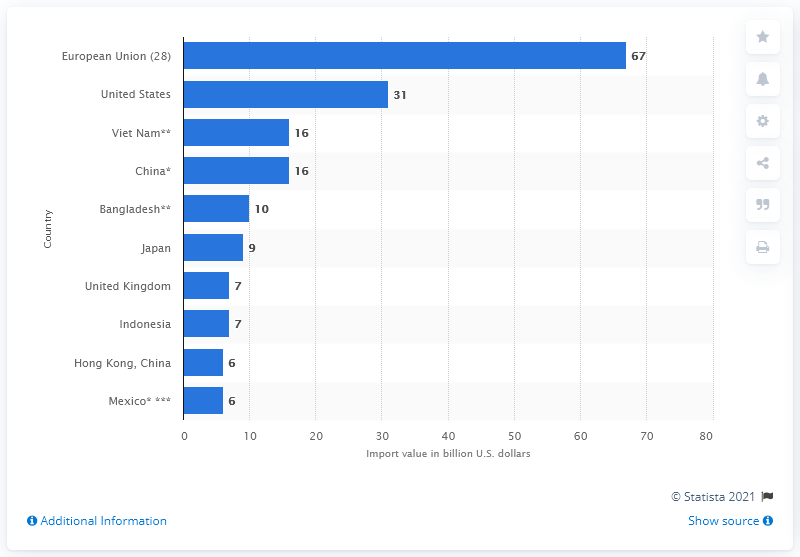 European Union (28) 67
United States 31
Viet Nam** 16
China* 16
Bangladesh** 10
Country
Japan 9
United Kingdom 7
Indonesia 7
Hong Kong, China 6
Mexico* *** 6
0 10 20 30 40 50 60 70 80
Import value in billion U.S. dollars
© Statista 2021
Additional Information
Show source